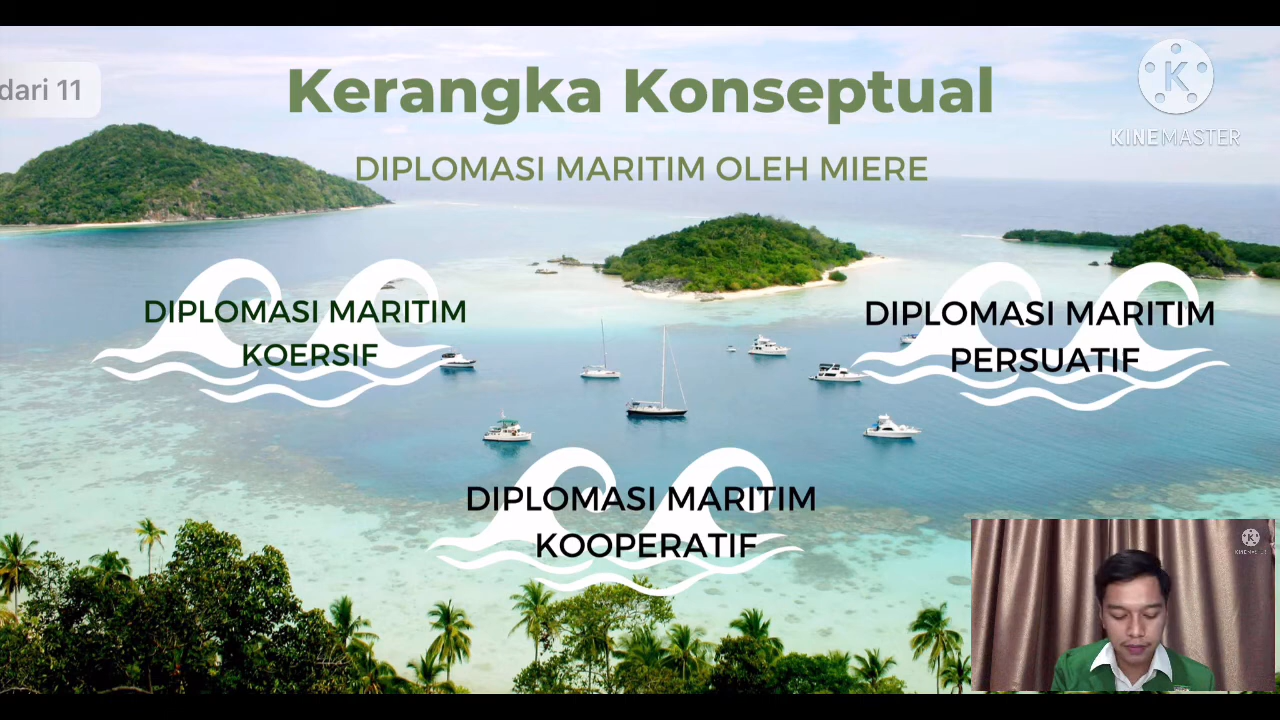 dari 11
Kerangka Konseptual
DIPLOMASI MARITIM OLEH MIERE
KINEMASTER
DIPLOMASI MARITIM
KOERSIF
DIPLOMASI MARITIM
PERSUATIF
DIPLOMASI MARITIM
KOOPERATIF